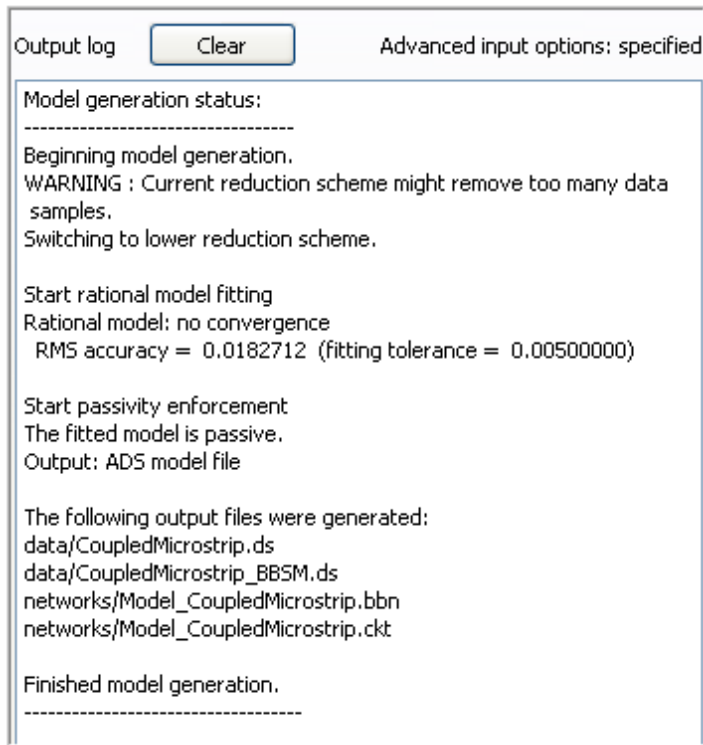 Output log Clear Advanced input options: specified
Model generation status:
----------------------------------
Beginning model generation.
WARNING : Current reduction scheme might remove too many data
samples.
Switching to lower reduction scheme.
Start rational model fitting
Rational model: no convergence
RMS accuracy = 0.0182712 (fitting tolerance = 0.00500000)
Start passivity enforcement
The fitted model is passive.
Output: ADS model file
The following output files were generated:
data/CoupledMicrostrip.ds
data/CoupledMicrostrip_BBSM.ds
networks/Model_CoupledMicrostrip.bbn
networks/Model_CoupledMicrostrip.ckt
Finished model generation.
-----------------------------------